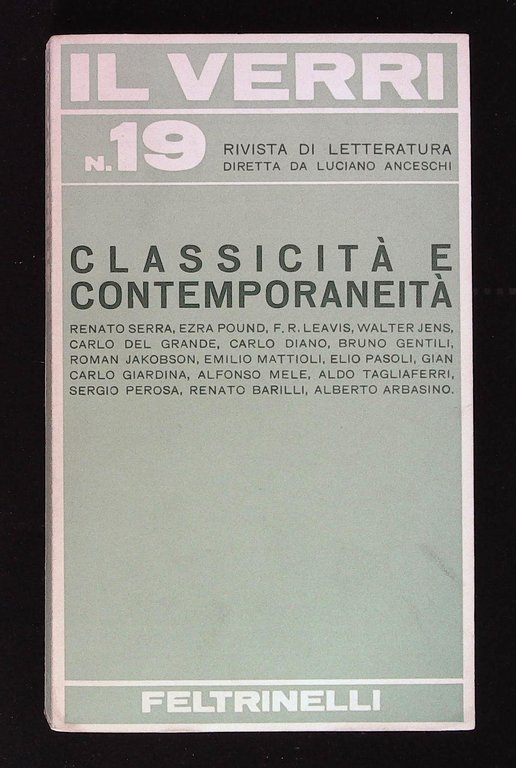 IL VERRI
N.19
RIVISTA DI LETTERATURA
DIRETTA DA LUCIANO ANCESCHI
CLASSICITÀ E
CONTEMPORANEITÀ
RENATO SERRA, EZRA POUND, F. R. LEAVIS, WALTER JENS,
CARLO DEL GRANDE, CARLO DIANO, BRUNO GENTILI,
ROMAN JAKOBSON, EMILIO MATTIOLI, ELIO PASOLI, GIAN
CARLO GIARDINA, ALFONSO MELE, ALDO TAGLIAFERRI,
SERGIO PEROSA, RENATO BARILLI, ALBERTO ARBASINO.
FELTRINELLI